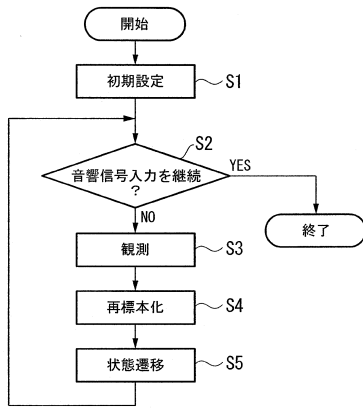 開始
初期設定
S1
S2
音響信号入力を継続
?
YES
NO
終了
観測
S3
再標本化
S4
状態遷移
S5